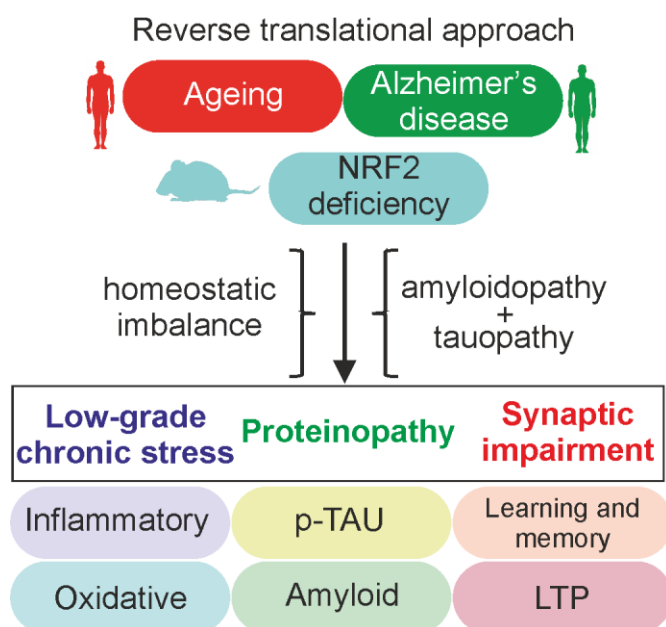 Reverse translational approach
Ageing
Alzheimer's
disease
NRF2
deficiency
homeostatic
imbalance
amyloidopathy
+
tauopathy
Low-grade
chronic stress
Proteinopathy
Synaptic
impairment
Inflammatory
p-TAU
Learning and
memory
Oxidative
Amyloid
LTP